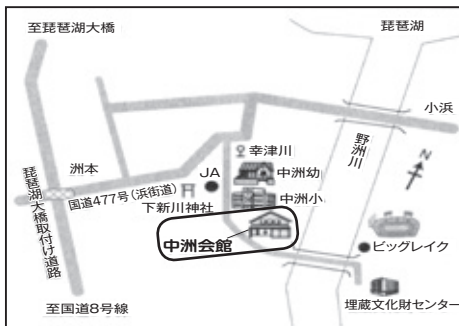 至琵琶湖大橋
琵琶湖
小浜
野洲川
幸津川
中洲幼
JA
中洲小
洲本
国道477号(浜街道)
下新川神社
N
琵琶湖大橋取付け道路
中洲会館
ビッグレイク
至国道8号線
埋蔵文化財センター